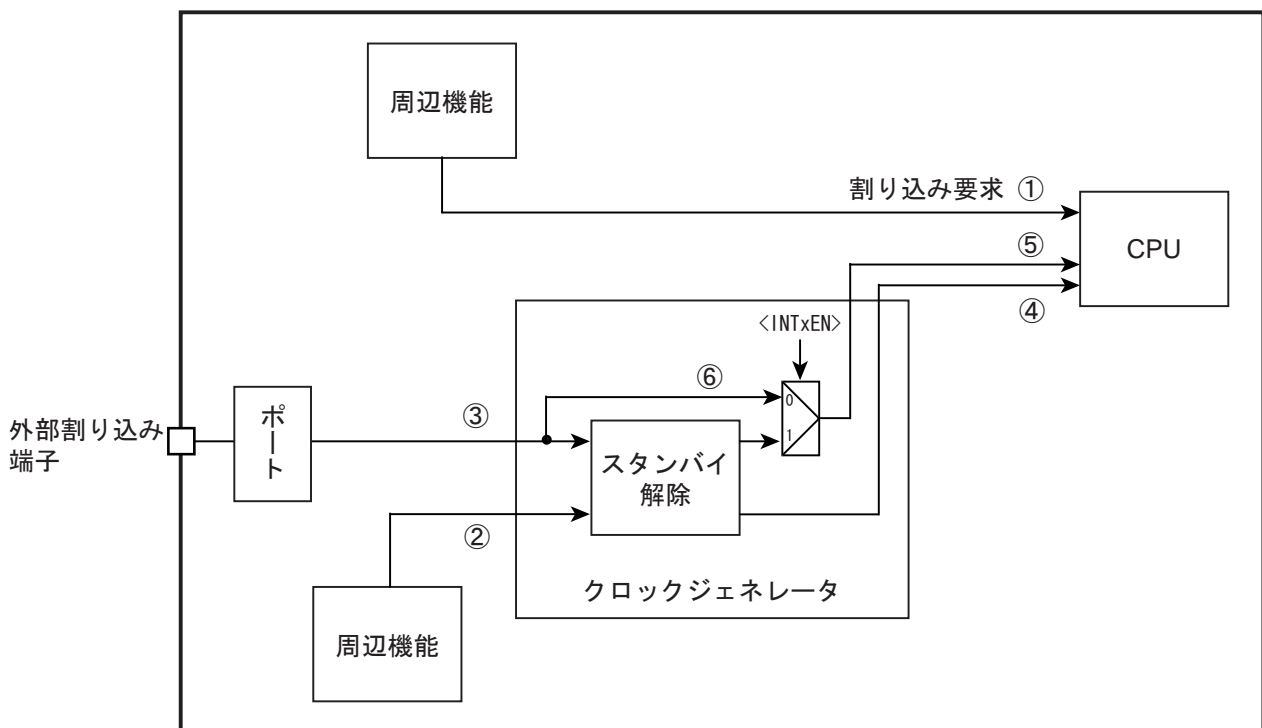 周辺機能
割り込み要求 ①
CPU
⑤
④
<INTxEN>
⑥
0
1
ポート
③
外部割り込み
端子
スタンバイ
解除
②
クロックジェネレータ
周辺機能